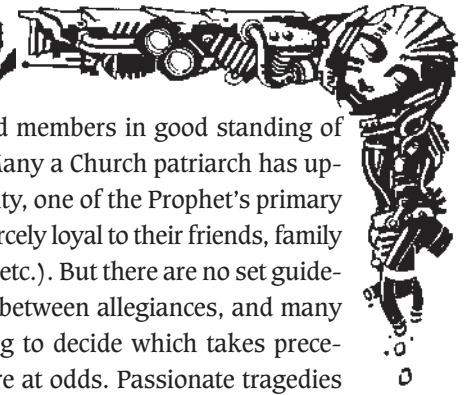 d members in good standing of
Many a Church patriarch has up-
ity, one of the Prophet's primary
rcely loyal to their friends, family
etc.). But there are no set guide-
between allegiances, and many
g to decide which takes prece-
re at odds. Passionate tragedies